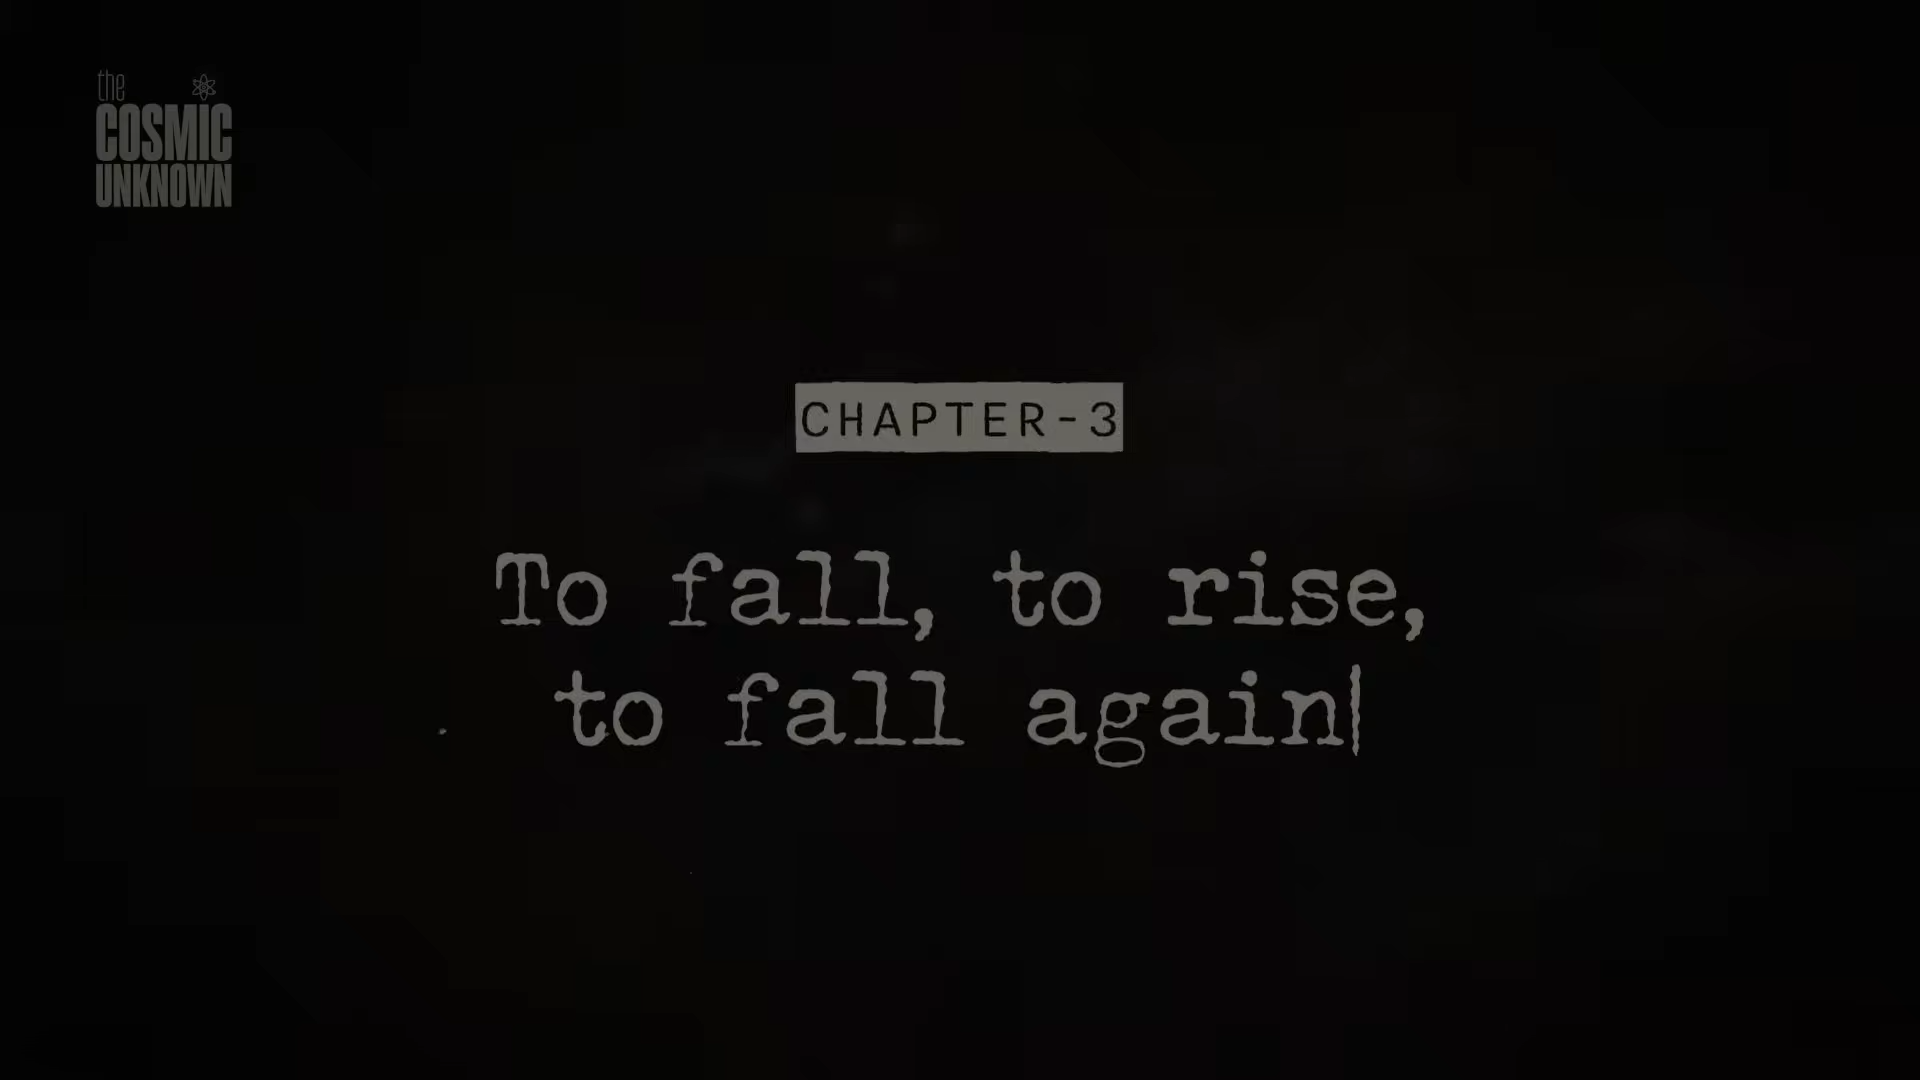 the
COSMIC
UNKNOWN
CHAPTER-3
To fall, to rise,
to fall again